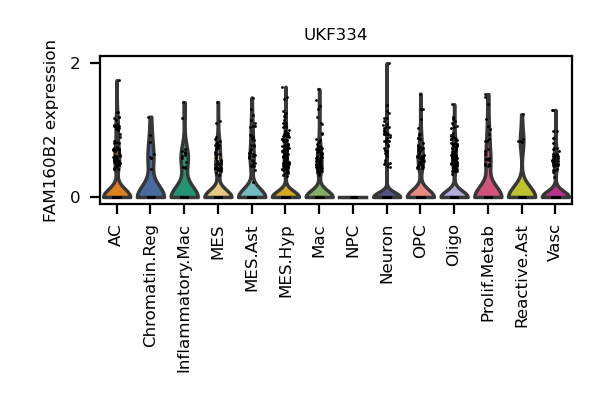 UKF334
FAM160B2 expression
2
0
AC
Chromatin.Reg
Inflammatory.Mac
MES
MES.Ast
MES.Hyp
Mac
NPC
Neuron
OPC
Oligo
Prolif.Metab
Reactive.Ast
Vasc